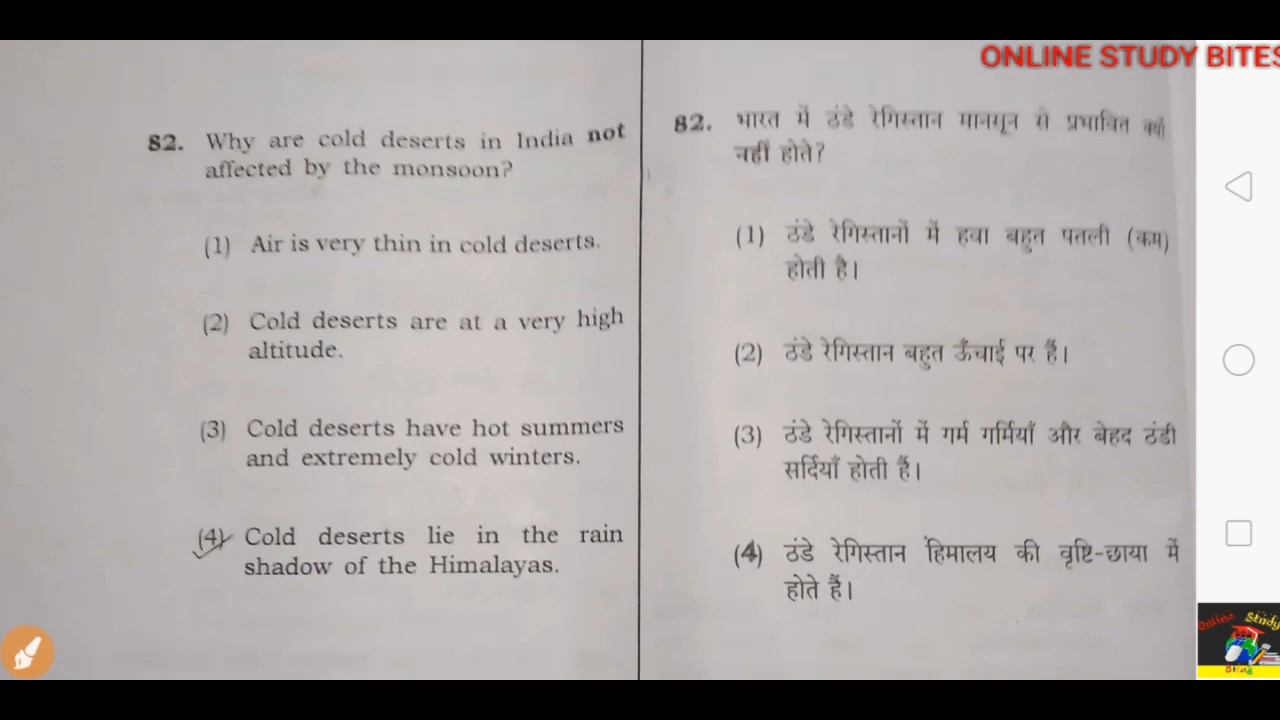 ONLINE STUDY BITES
82. Why are cold deserts in India not
affected by the monsoon?
(1) Air is very thin in cold deserts.
(2) Cold deserts are at a very high
altitude.
(3) Cold deserts have hot summers
and extremely cold winters.
(4) Cold deserts lie in the rain
shadow of the Himalayas.
82. भारत में ठंडे रेगिस्तान मानसून से प्रभावित क्यों
नहीं होते?
(1) ठंडे रेगिस्तानों में हवा बहुत पतली (कम)
होती है।
(2) ठंडे रेगिस्तान बहुत ऊँचाई पर हैं।
(3) ठंडे रेगिस्तानों में गर्म गर्मियाँ और बेहद ठंडी
सर्दियाँ होती हैं।
(4) ठंडे रेगिस्तान हिमालय की वृष्टि-छाया में
होते हैं।
Online Study
Bites